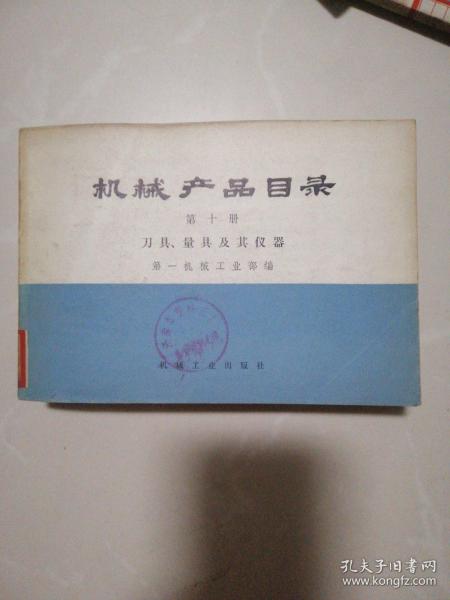 机械产品目录
第十册
刀具、量具及其仪器
第一机械工业部编
机械工业出版社
孔夫子旧书网
www.kongfz.com